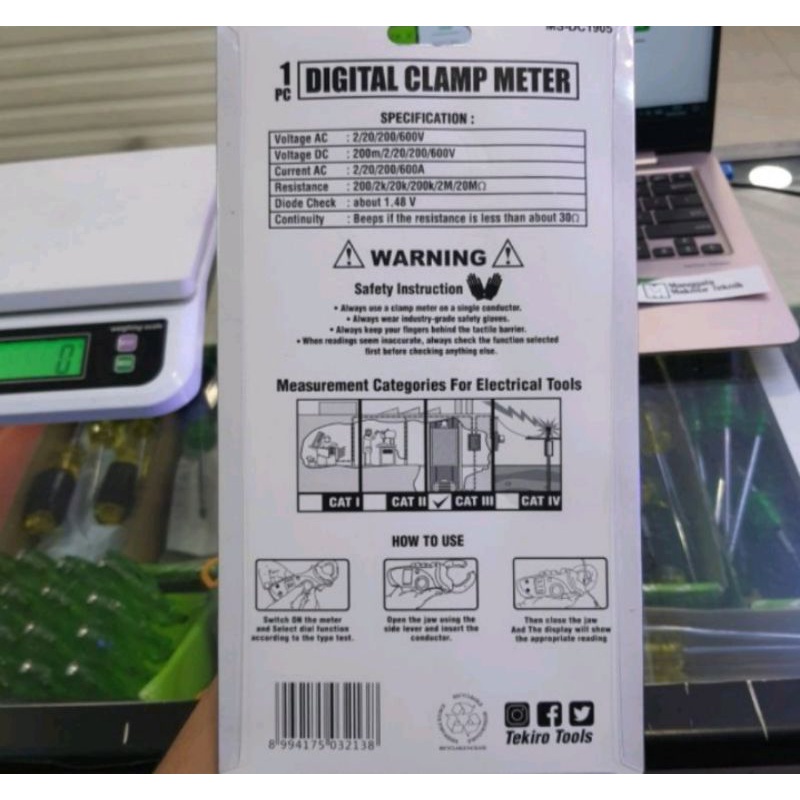 MS-DC1905
1 PC
DIGITAL CLAMP METER
SPECIFICATION :
Voltage AC : 2/20/200/600V
Voltage DC : 200m/2/20/200/600V
Current AC : 2/20/200/600A
Resistance : 200/2k/20k/200k/2M/20MΩ
Diode Check : about 1.48 V
Continuity : Beeps if the resistance is less than about 30Ω
WARNING
Safety Instruction
• Always use a clamp meter on a single conductor.
• Always wear industry-grade safety gloves.
• Always keep your fingers behind the tactile barrier.
• When readings seem inaccurate, always check the function selected
first before checking anything else.
Measurement Categories For Electrical Tools
CAT I CAT II CAT III CAT IV
HOW TO USE
Switch ON the meter
and Select dial function
according to the type test.
Open the jaw using the
side lever and insert the
conductor.
Then close the jaw
And The display will show
the appropriate reading
8 994175 032138
Tekiro Tools
0